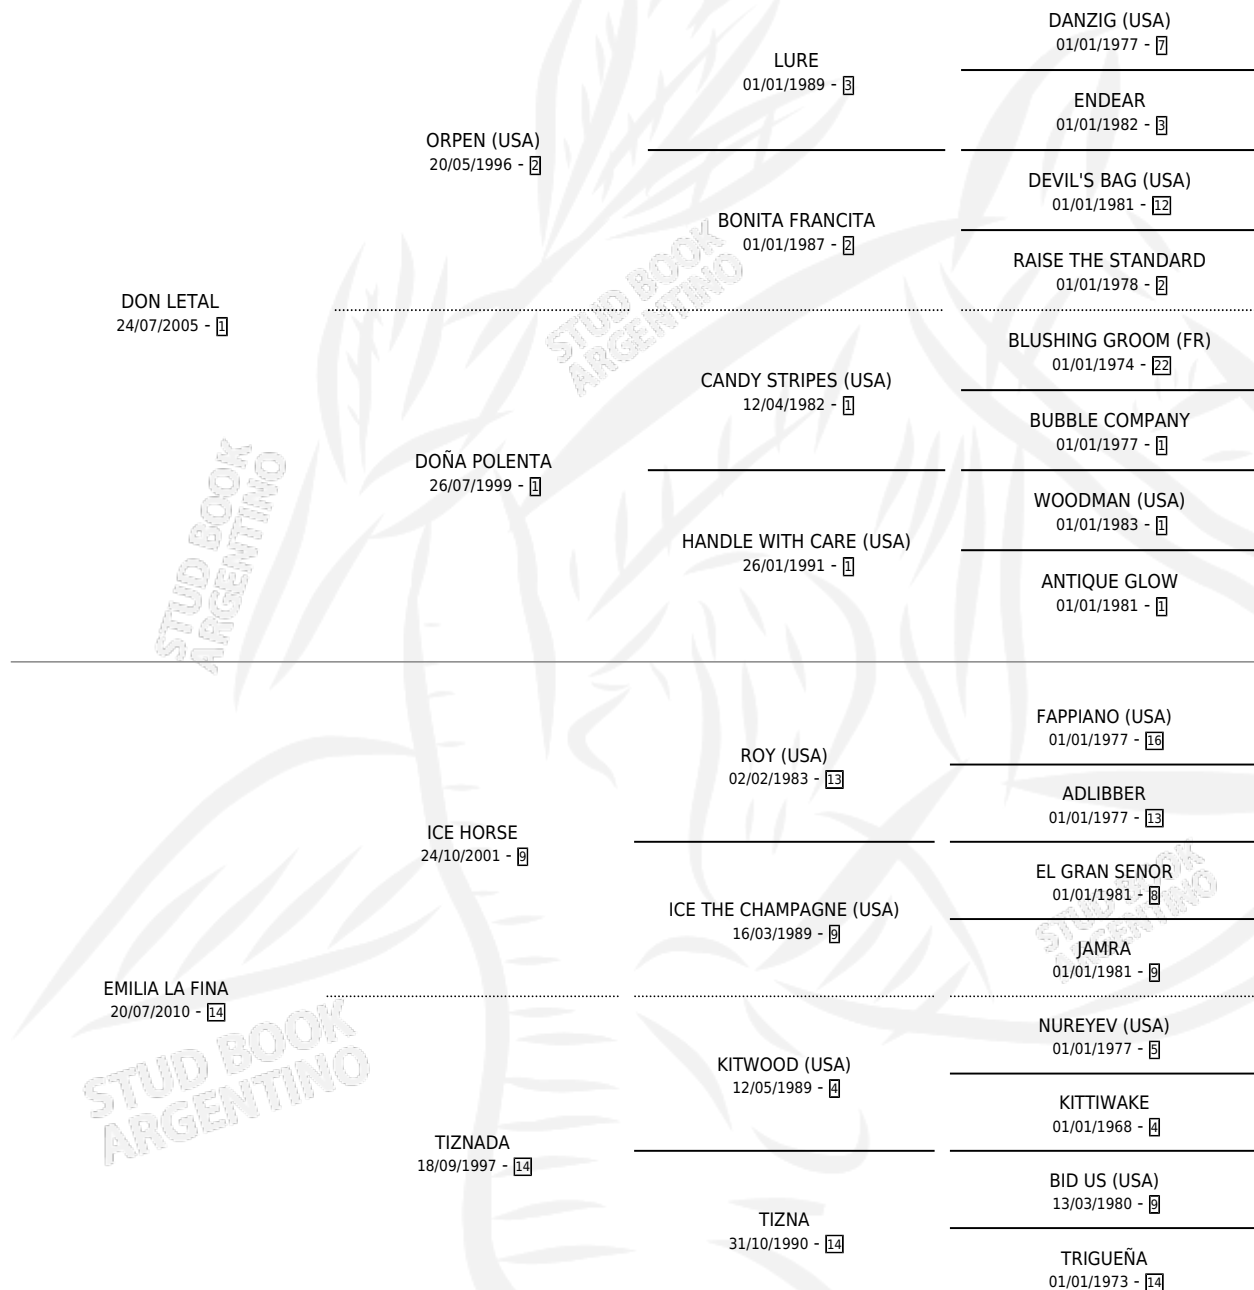 DANZIG (USA)
01/01/1977 - 7
LURE
01/01/1989 - 3
ENDEAR
01/01/1982 - 3
ORPEN (USA)
20/05/1996 - 2
DEVIL'S BAG (USA)
01/01/1981 - 12
BONITA FRANCITA
01/01/1987 - 2
RAISE THE STANDARD
01/01/1978 - 2
DON LETAL
24/07/2005 - 1
BLUSHING GROOM (FR)
01/01/1974 - 22
CANDY STRIPES (USA)
12/04/1982 - 1
BUBBLE COMPANY
01/01/1977 - 1
DOÑA POLENTA
26/07/1999 - 1
WOODMAN (USA)
01/01/1983 - 1
HANDLE WITH CARE (USA)
26/01/1991 - 1
ANTIQUE GLOW
01/01/1981 - 1
STUD BOOK
ARGENTINO
STUD BOOK
ARGENTINO
FAPPIANO (USA)
01/01/1977 - 16
ROY (USA)
02/02/1983 - 13
ADLIBBER
01/01/1977 - 13
ICE HORSE
24/10/2001 - 9
EL GRAN SENOR
01/01/1981 - 8
ICE THE CHAMPAGNE (USA)
16/03/1989 - 9
JAMRA
01/01/1981 - 9
STUD BOOK
ARGENTINO
EMILIA LA FINA
20/07/2010 - 14
NUREYEV (USA)
01/01/1977 - 5
KITWOOD (USA)
12/05/1989 - 4
KITTIWAKE
01/01/1968 - 4
STUD BOOK
ARGENTINO
TIZNADA
18/09/1997 - 14
BID US (USA)
13/03/1980 - 9
TIZNA
31/10/1990 - 14
TRIGUEÑA
01/01/1973 - 14